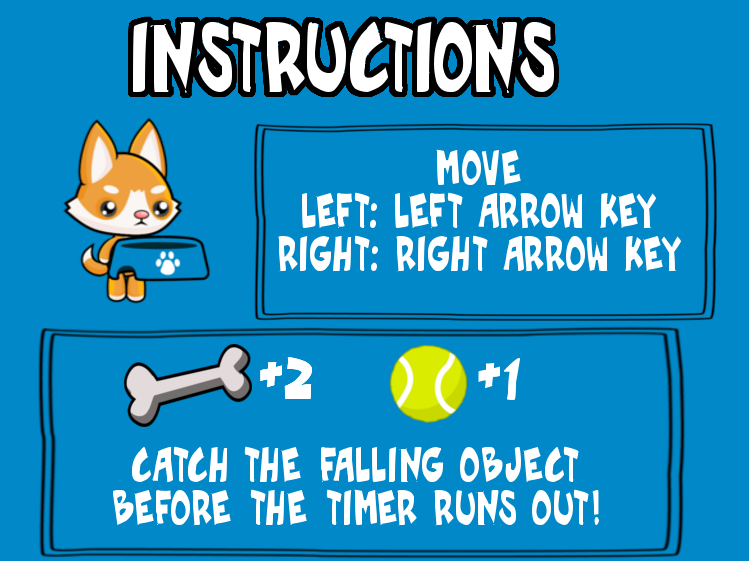 INSTRUCTIONS
MOVE
LEFT: LEFT ARROW KEY
RIGHT: RIGHT ARROW KEY
+2
+1
CATCH THE FALLING OBJECT
BEFORE THE TIMER RUNS OUT!